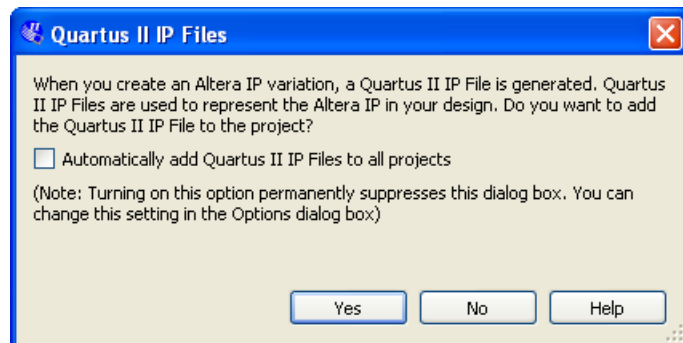 Quartus II IP Files
When you create an Altera IP variation, a Quartus II IP File is generated. Quartus
II IP Files are used to represent the Altera IP in your design. Do you want to add
the Quartus II IP File to the project?
Automatically add Quartus II IP Files to all projects
(Note: Turning on this option permanently suppresses this dialog box. You can
change this setting in the Options dialog box)
Yes No Help